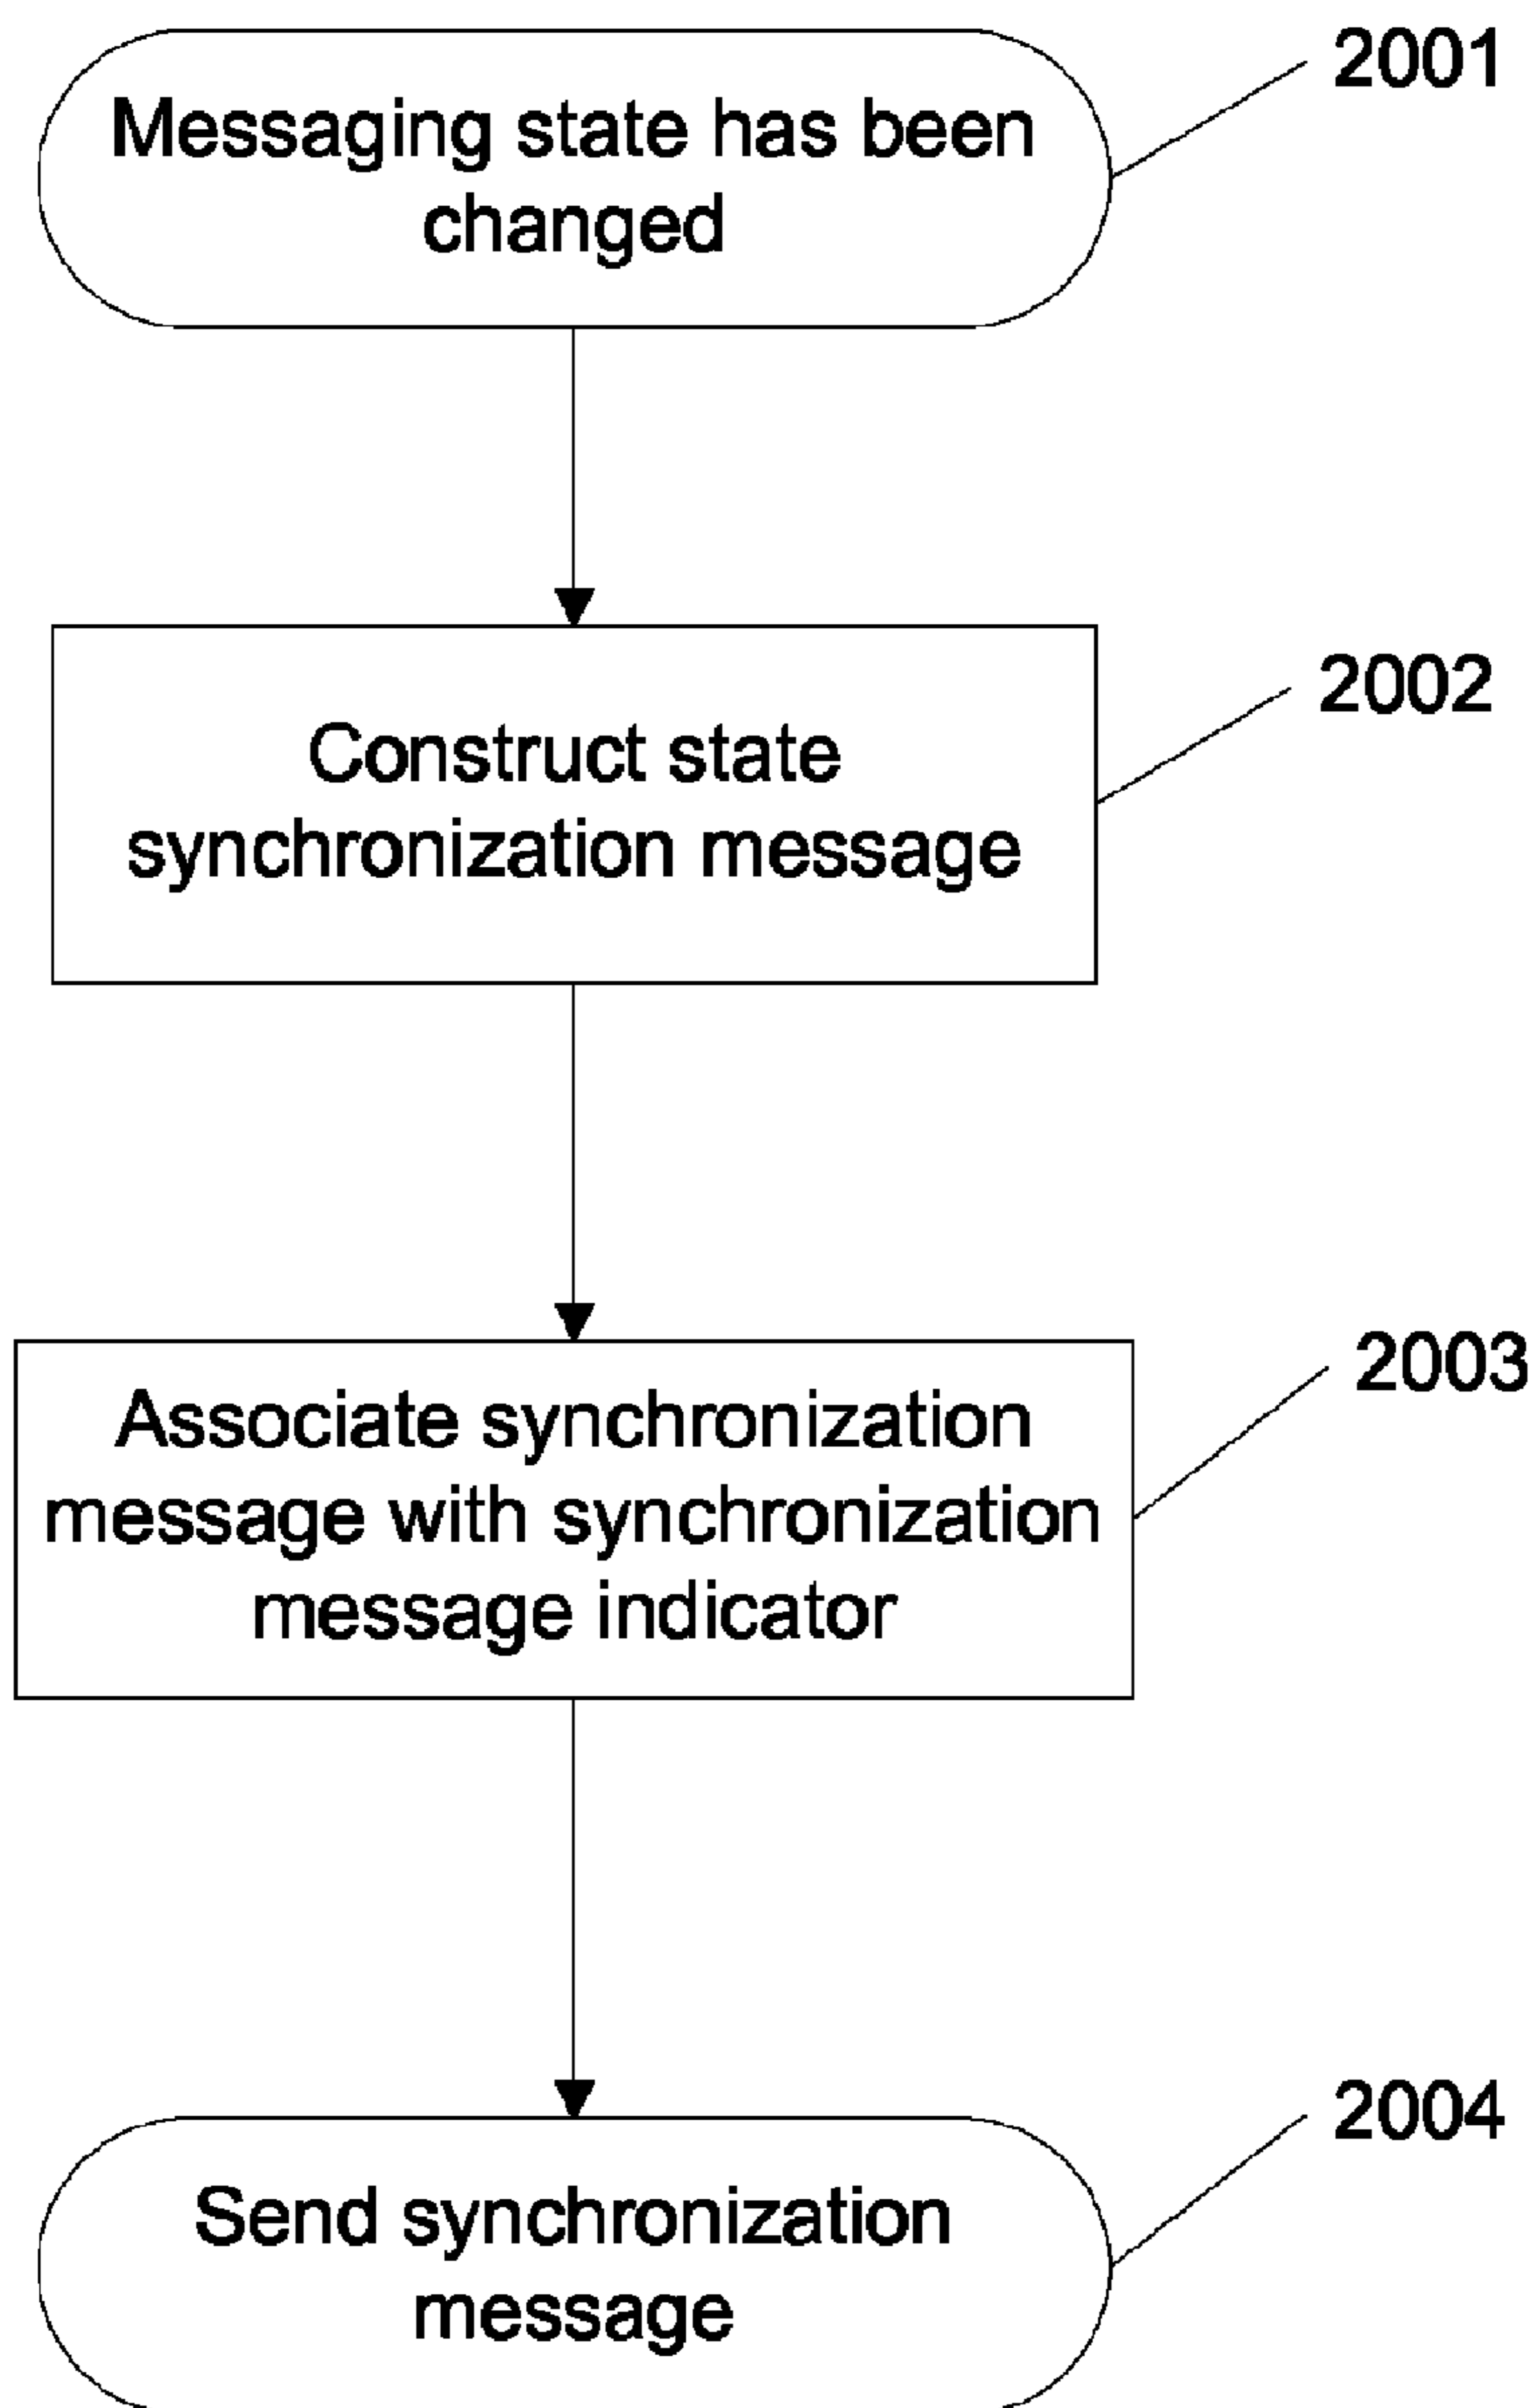 2001
Messaging state has been
changed
2002
Construct state
synchronization message
2003
Associate synchronization
message with synchronization
message indicator
2004
Send synchronization
message